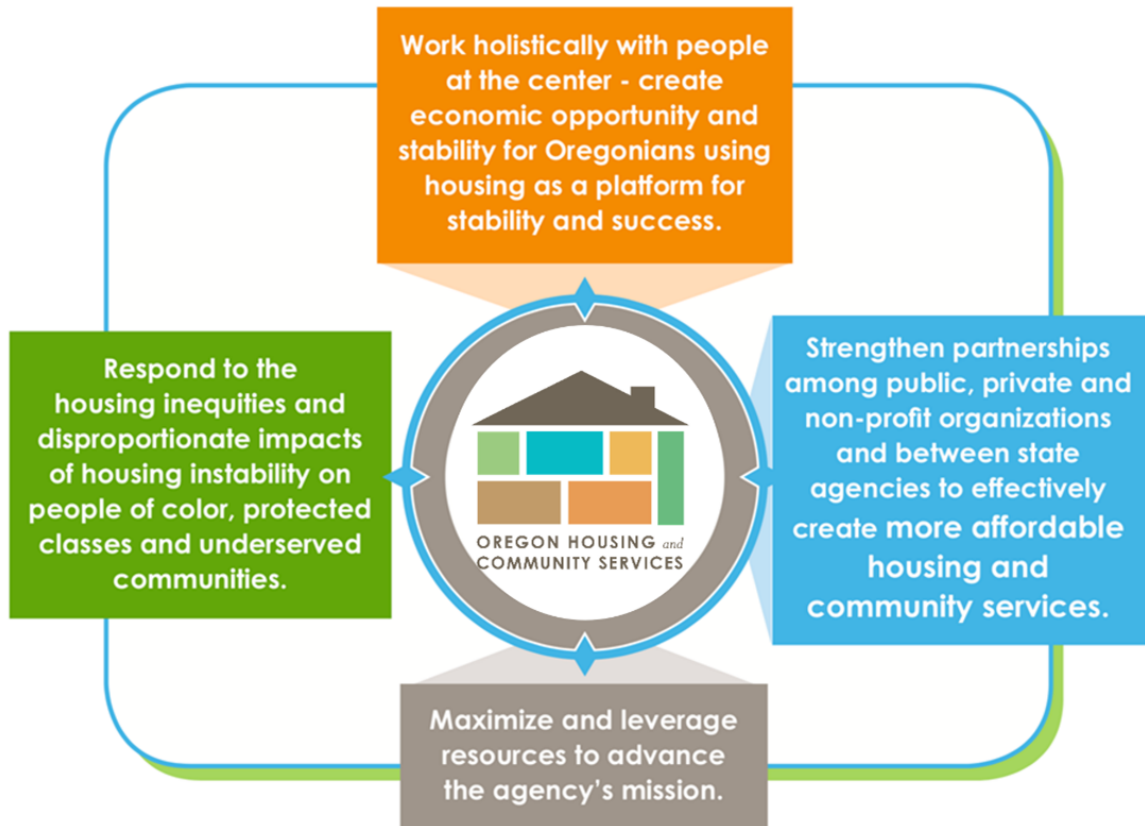 Work holistically with people
at the center - create
economic opportunity and
stability for Oregonians using
housing as a platform for
stability and success.
Respond to the
housing inequities and
disproportionate impacts
of housing instability on
people of color, protected
classes and underserved
communities.
OREGON HOUSING and
COMMUNITY SERVICES
Strengthen partnerships
among public, private and
non-profit organizations
and between state
agencies to effectively
create more affordable
housing and
community services.
Maximize and leverage
resources to advance
the agency's mission.